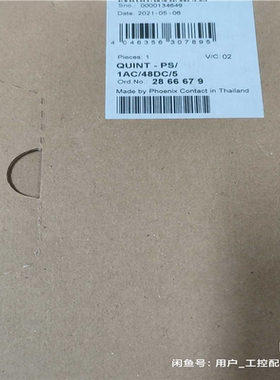 Sno.: 0000134649
Date: 2021-05-06
4 046356 307895
Pieces: 1 V/C: 02
QUINT - PS/
1AC/48DC/5
Ord No.: 28 66 67 9
Made by Phoenix Contact in Thailand
闲鱼号：用户_工控配